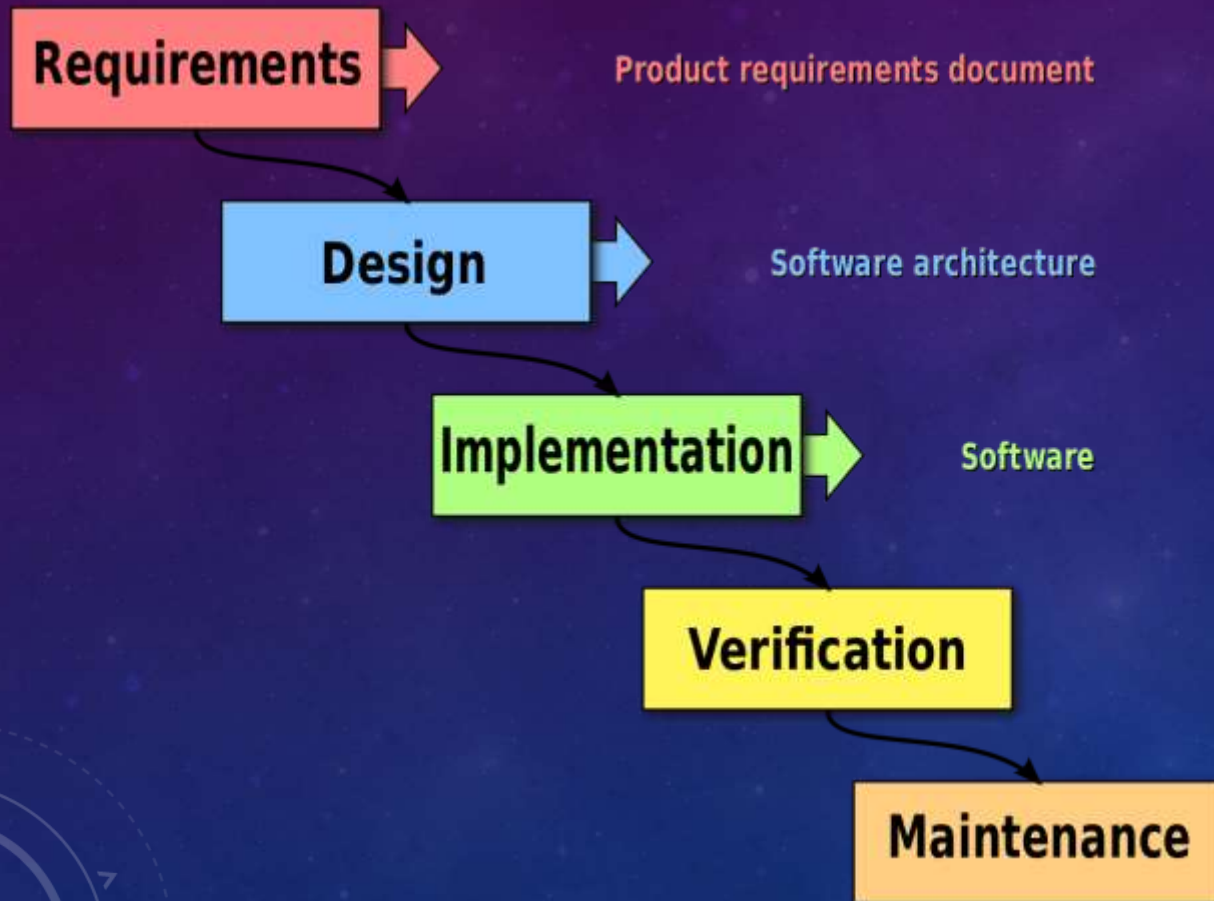 Requirements
Product requirements document
Design
Software architecture
Implementation
Software
Verification
Maintenance